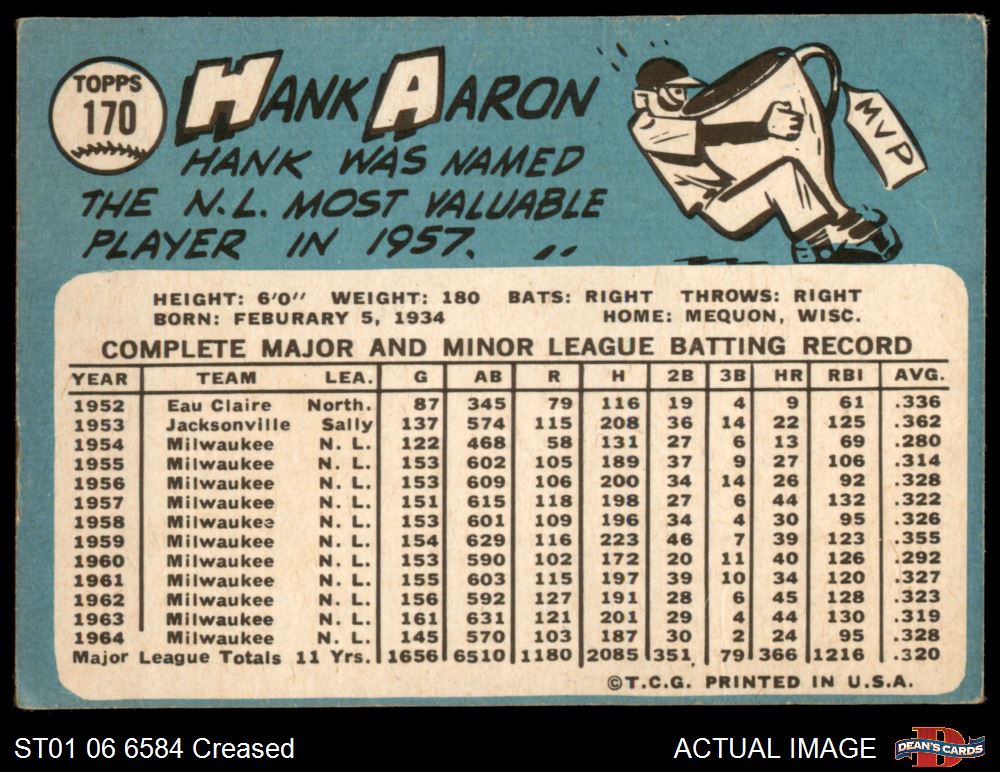 TOPPS
170
HANK AARON
HANK WAS NAMED
THE N.L. MOST VALUABLE
PLAYER IN 1957.
MVP
HEIGHT: 6'0" WEIGHT: 180 BATS: RIGHT THROWS: RIGHT
BORN: FEBURARY 5, 1934 HOME: MEQUON, WISC.
COMPLETE MAJOR AND MINOR LEAGUE BATTING RECORD
YEAR TEAM LEA. G AB R H 2B 3B HR RBI AVG.
1952 Eau Claire North. 87 345 79 116 19 4 9 61 .336
1953 Jacksonville Sally 137 574 115 208 36 14 22 125 .362
1954 Milwaukee N. L. 122 468 58 131 27 6 13 69 .280
1955 Milwaukee N. L. 153 602 105 189 37 9 27 106 .314
1956 Milwaukee N. L. 153 609 106 200 34 14 26 92 .328
1957 Milwaukee N. L. 151 615 118 198 27 6 44 132 .322
1958 Milwaukee N. L. 153 601 109 196 34 4 30 95 .326
1959 Milwaukee N. L. 154 629 116 223 46 7 39 123 .355
1960 Milwaukee N. L. 153 590 102 172 20 11 40 126 .292
1961 Milwaukee N. L. 155 603 115 197 39 10 34 120 .327
1962 Milwaukee N. L. 156 592 127 191 28 6 45 128 .323
1963 Milwaukee N. L. 161 631 121 201 29 4 44 130 .319
1964 Milwaukee N. L. 145 570 103 187 30 2 24 95 .328
Major League Totals 11 Yrs. 1656 6510 1180 2085 351 79 366 1216 .320
©T.C.G. PRINTED IN U.S.A.
ST01 06 6584 Creased
ACTUAL IMAGE
DEAN'S CARDS